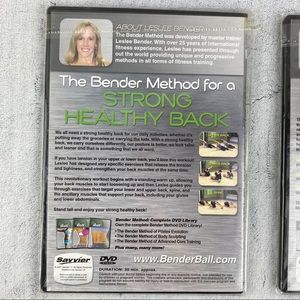 ABOUT LESLEE BENDER
The Bender Method was developed by master trainer
Leslee Bender. With over 25 years of International
fitness experience, Leslee has presented through
out the world providing unique and progressive
methods in all forms of fitness training.
The Bender Method for a
STRONG
HEALTHY BACK
We all need a strong healthy back for our daily activities, whether it's
putting away the groceries or carrying the kids. With a strong healthy
back, we carry ourselves differently, our posture is better, we look taller
and leaner and that is something that we all want.
If you have tension in your upper or lower back, you'll love this workout!
Leslee has designed very specific exercises that release the tension
and tightness, and strengthen your back muscles at the same time.
This revolutionary workout begins with a standing warm up, allowing
your back muscles to start loosening up and then Leslee guides you
through exercises that target your lower and upper back, spine, and
the ancillary muscles that support your back, including your glutes
and lower abdominals.
Stand tall and enjoy your strong healthy back!
Bender Method: Complete DVD Library
Own the complete Bender Method DVD Library!
• Bender Method of Pilates Evolution
• Bender Method of Body Sculpting
• Bender Method of Advanced Core Training
Plus many, many more!
Savvier
DVD
VIDEO
www.BenderBall.com
DURATION: 30 min. approx.